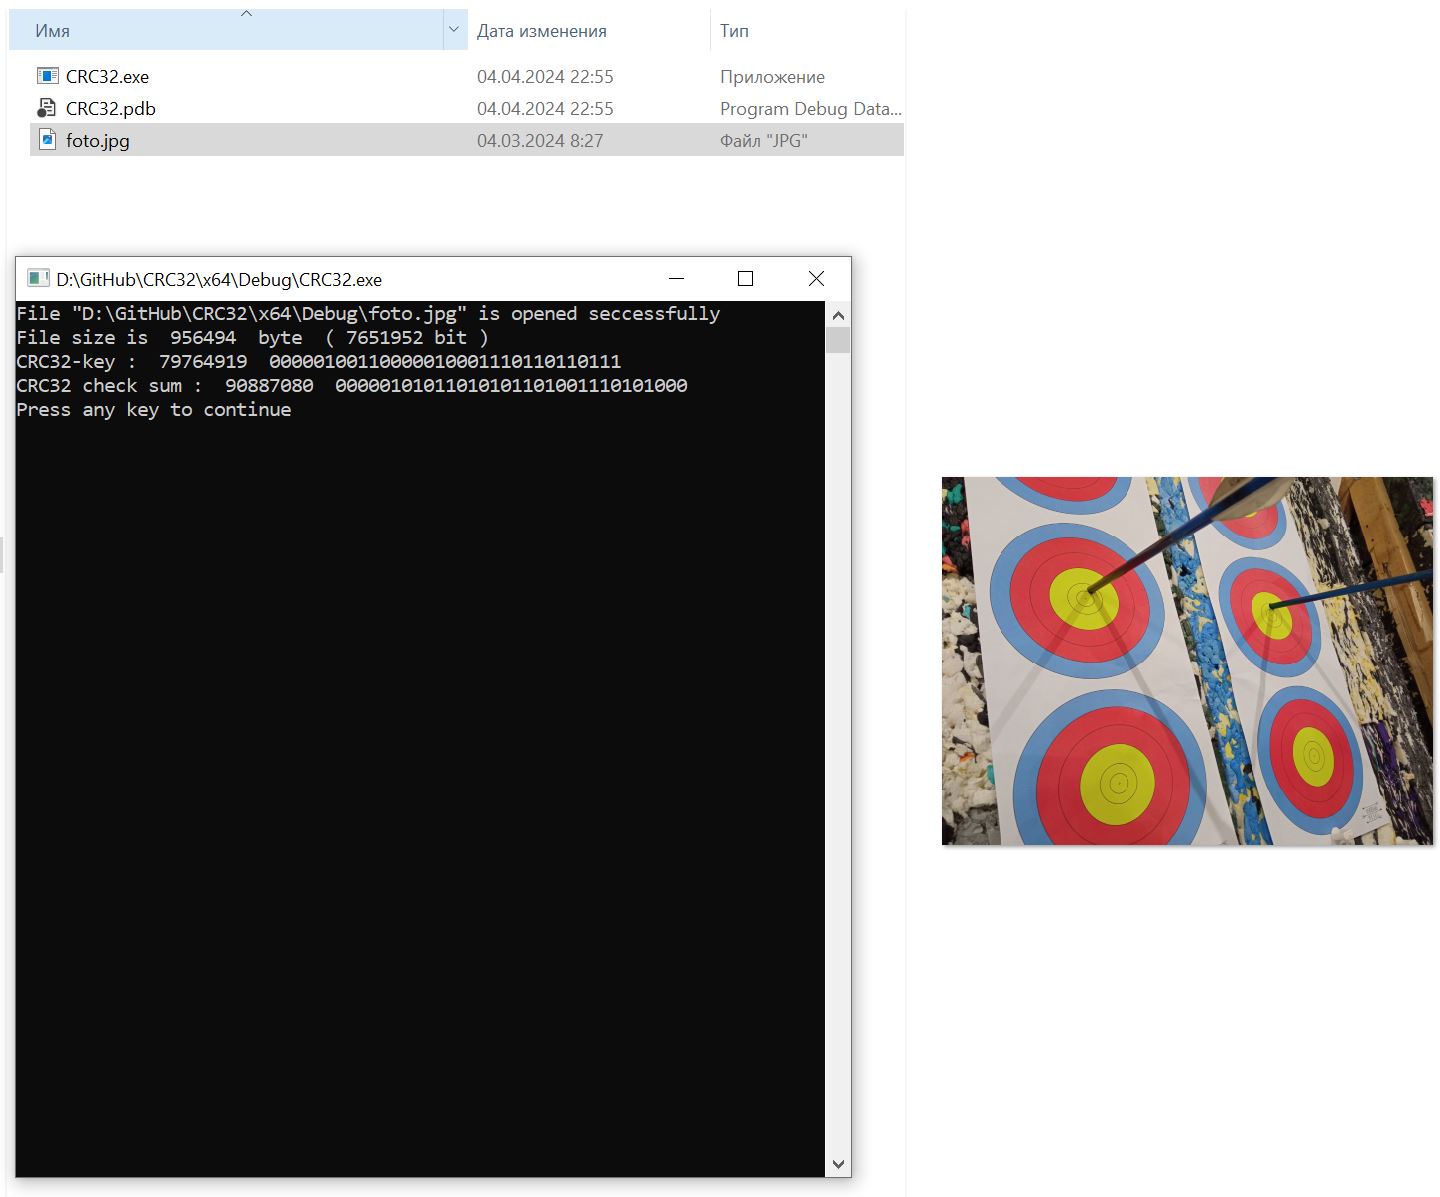 Имя Дата изменения Тип
CRC32.exe 04.04.2024 22:55 Приложение
CRC32.pdb 04.04.2024 22:55 Program Debug Data...
foto.jpg 04.03.2024 8:27 Файл "JPG"
D:\GitHub\CRC32\x64\Debug\CRC32.exe
File "D:\GitHub\CRC32\x64\Debug\foto.jpg" is opened seccessfully
File size is 956494 byte ( 7651952 bit )
CRC32-key : 79764919 00000100110000010001110110110111
CRC32 check sum : 90887080 00000101011010101101001110101000
Press any key to continue